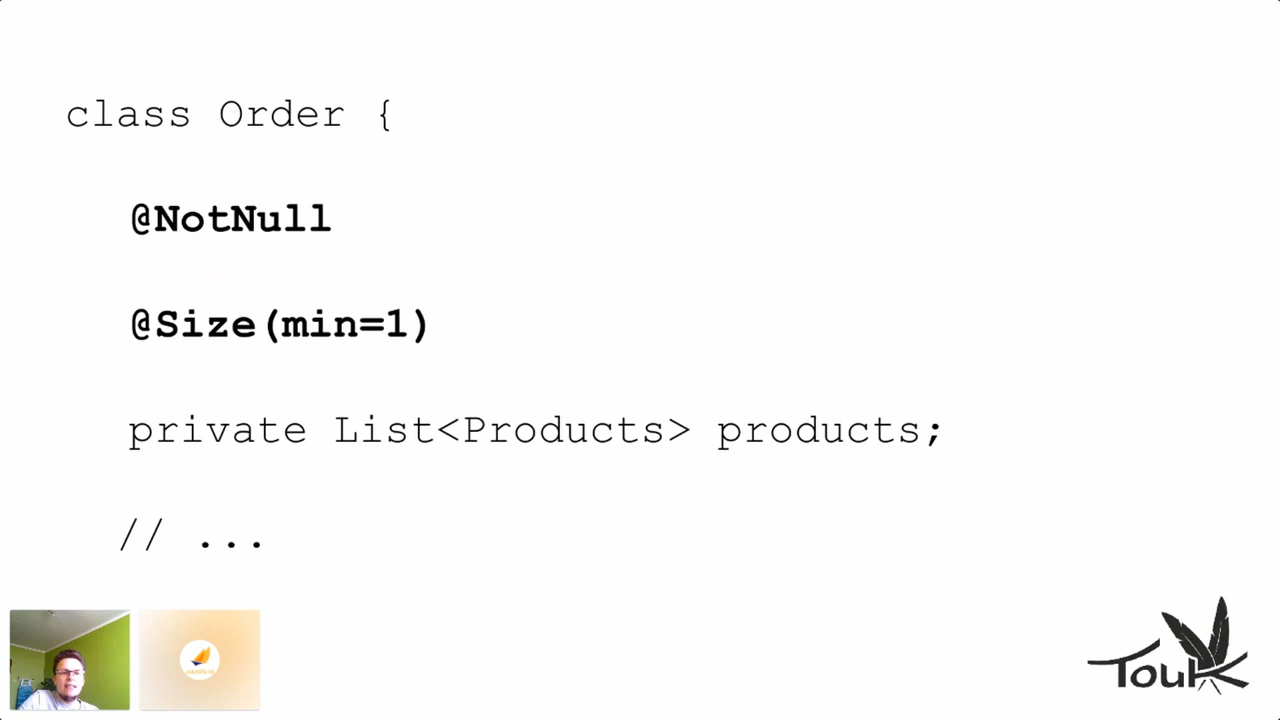 class Order {
@NotNull
@Size(min=1)
private List<Products> products;
// ...
TouK